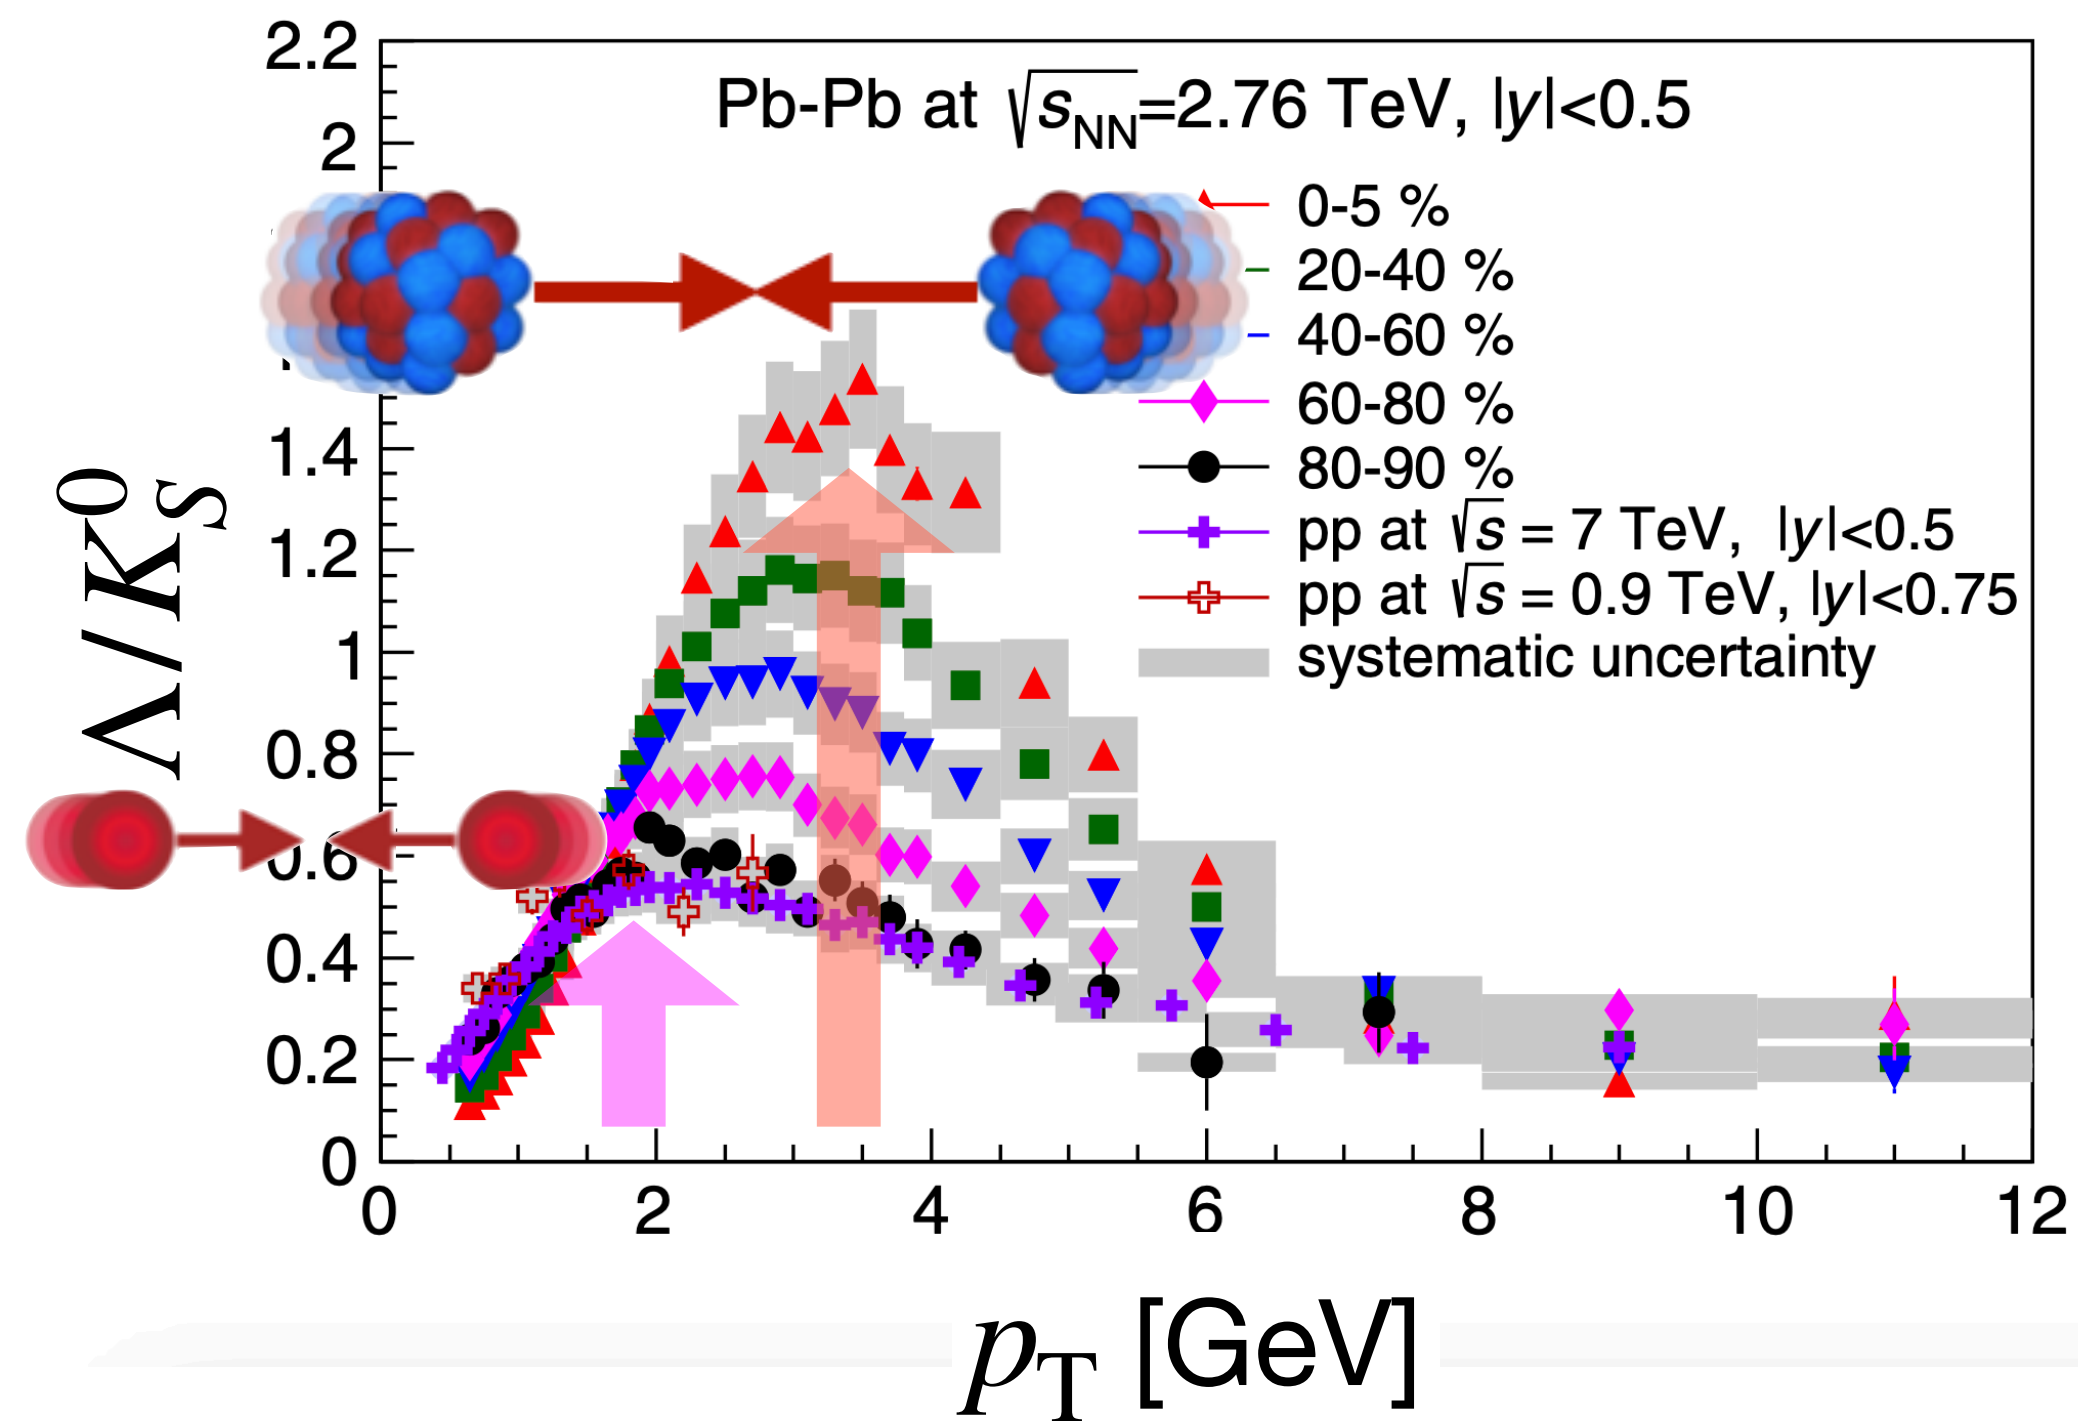 Pb-Pb at √sNN=2.76 TeV, |y|<0.5
0-5 %
20-40 %
40-60 %
60-80 %
80-90 %
pp at √s = 7 TeV, |y|<0.5
pp at √s = 0.9 TeV, |y|<0.75
systematic uncertainty
Λ/K⁰S
2.2
2
1.4
1.2
1
0.8
0.6
0.4
0.2
0
0 2 4 6 8 10 12
pT [GeV]